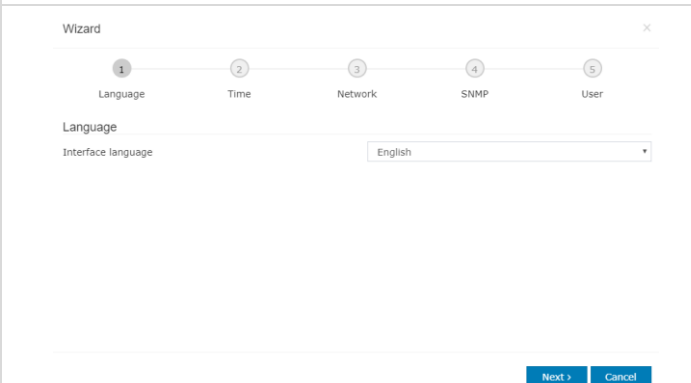 Wizard ×
1 2 3 4 5
Language Time Network SNMP User
Language
Interface language English
Next > Cancel